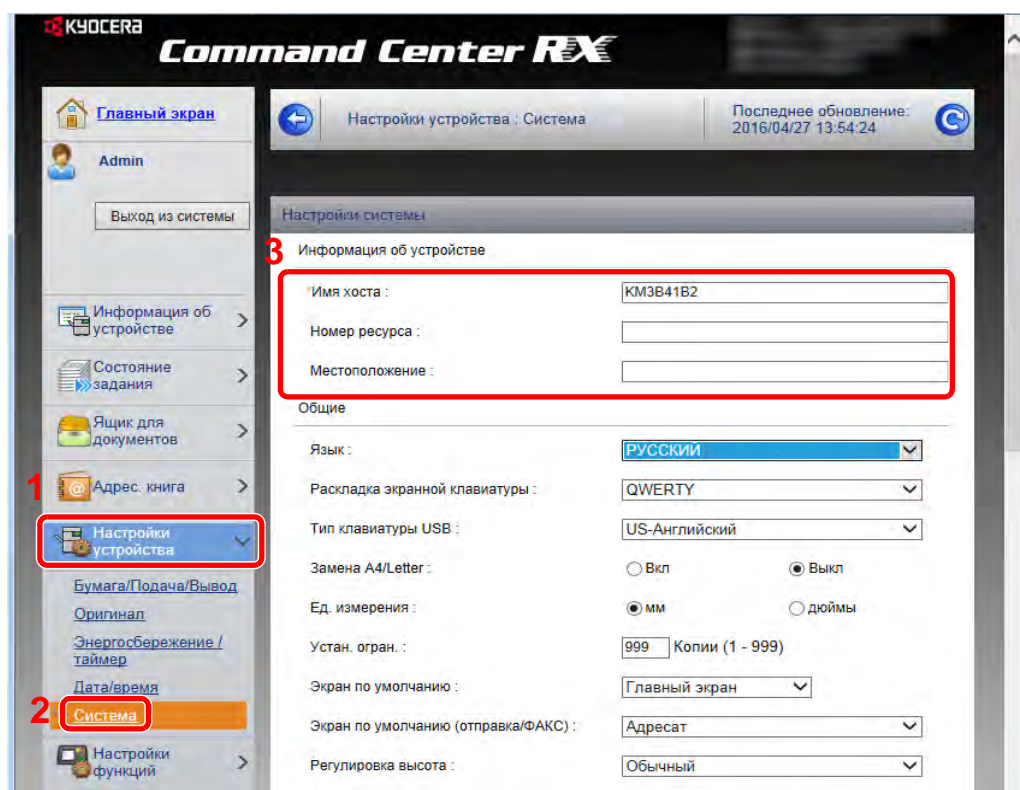 KYOCERA
Command Center RX
Главный экран
Admin
Выход из системы
Информация об
устройстве
Состояние
задания
Ящик для
документов
1
Адрес. книга
Настройки
устройства
Бумага/Подача/Вывод
Оригинал
Энергосбережение /
таймер
Дата/время
2
Система
Настройки
функций
Настройки устройства : Система
Последнее обновление:
2016/04/27 13:54:24
Настройки системы
3
Информация об устройстве
*Имя хоста : KM3B41B2
Номер ресурса :
Местоположение :
Общие
Язык : РУССКИЙ
Раскладка экранной клавиатуры : QWERTY
Тип клавиатуры USB : US-Английский
Замена A4/Letter : Вкл Выкл
Ед. измерения : мм дюймы
Устан. огран. : 999 Копии (1 - 999)
Экран по умолчанию : Главный экран
Экран по умолчанию (отправка/ФАКС) : Адресат
Регулировка высота : Обычный